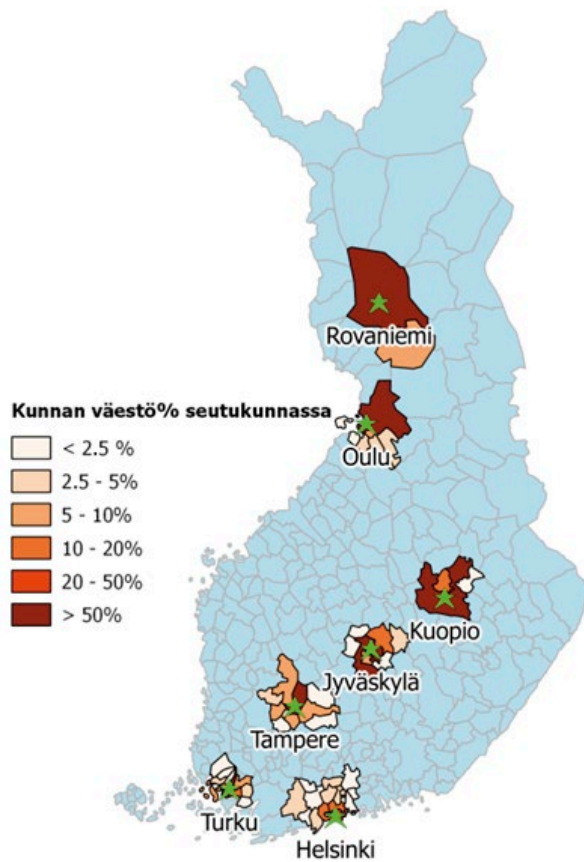 Rovaniemi
Kunnan väestö% seutukunnassa
< 2.5 %
2.5 - 5%
5 - 10%
10 - 20%
20 - 50%
> 50%
Oulu
Kuopio
Jyväskylä
Tampere
Turku
Helsinki